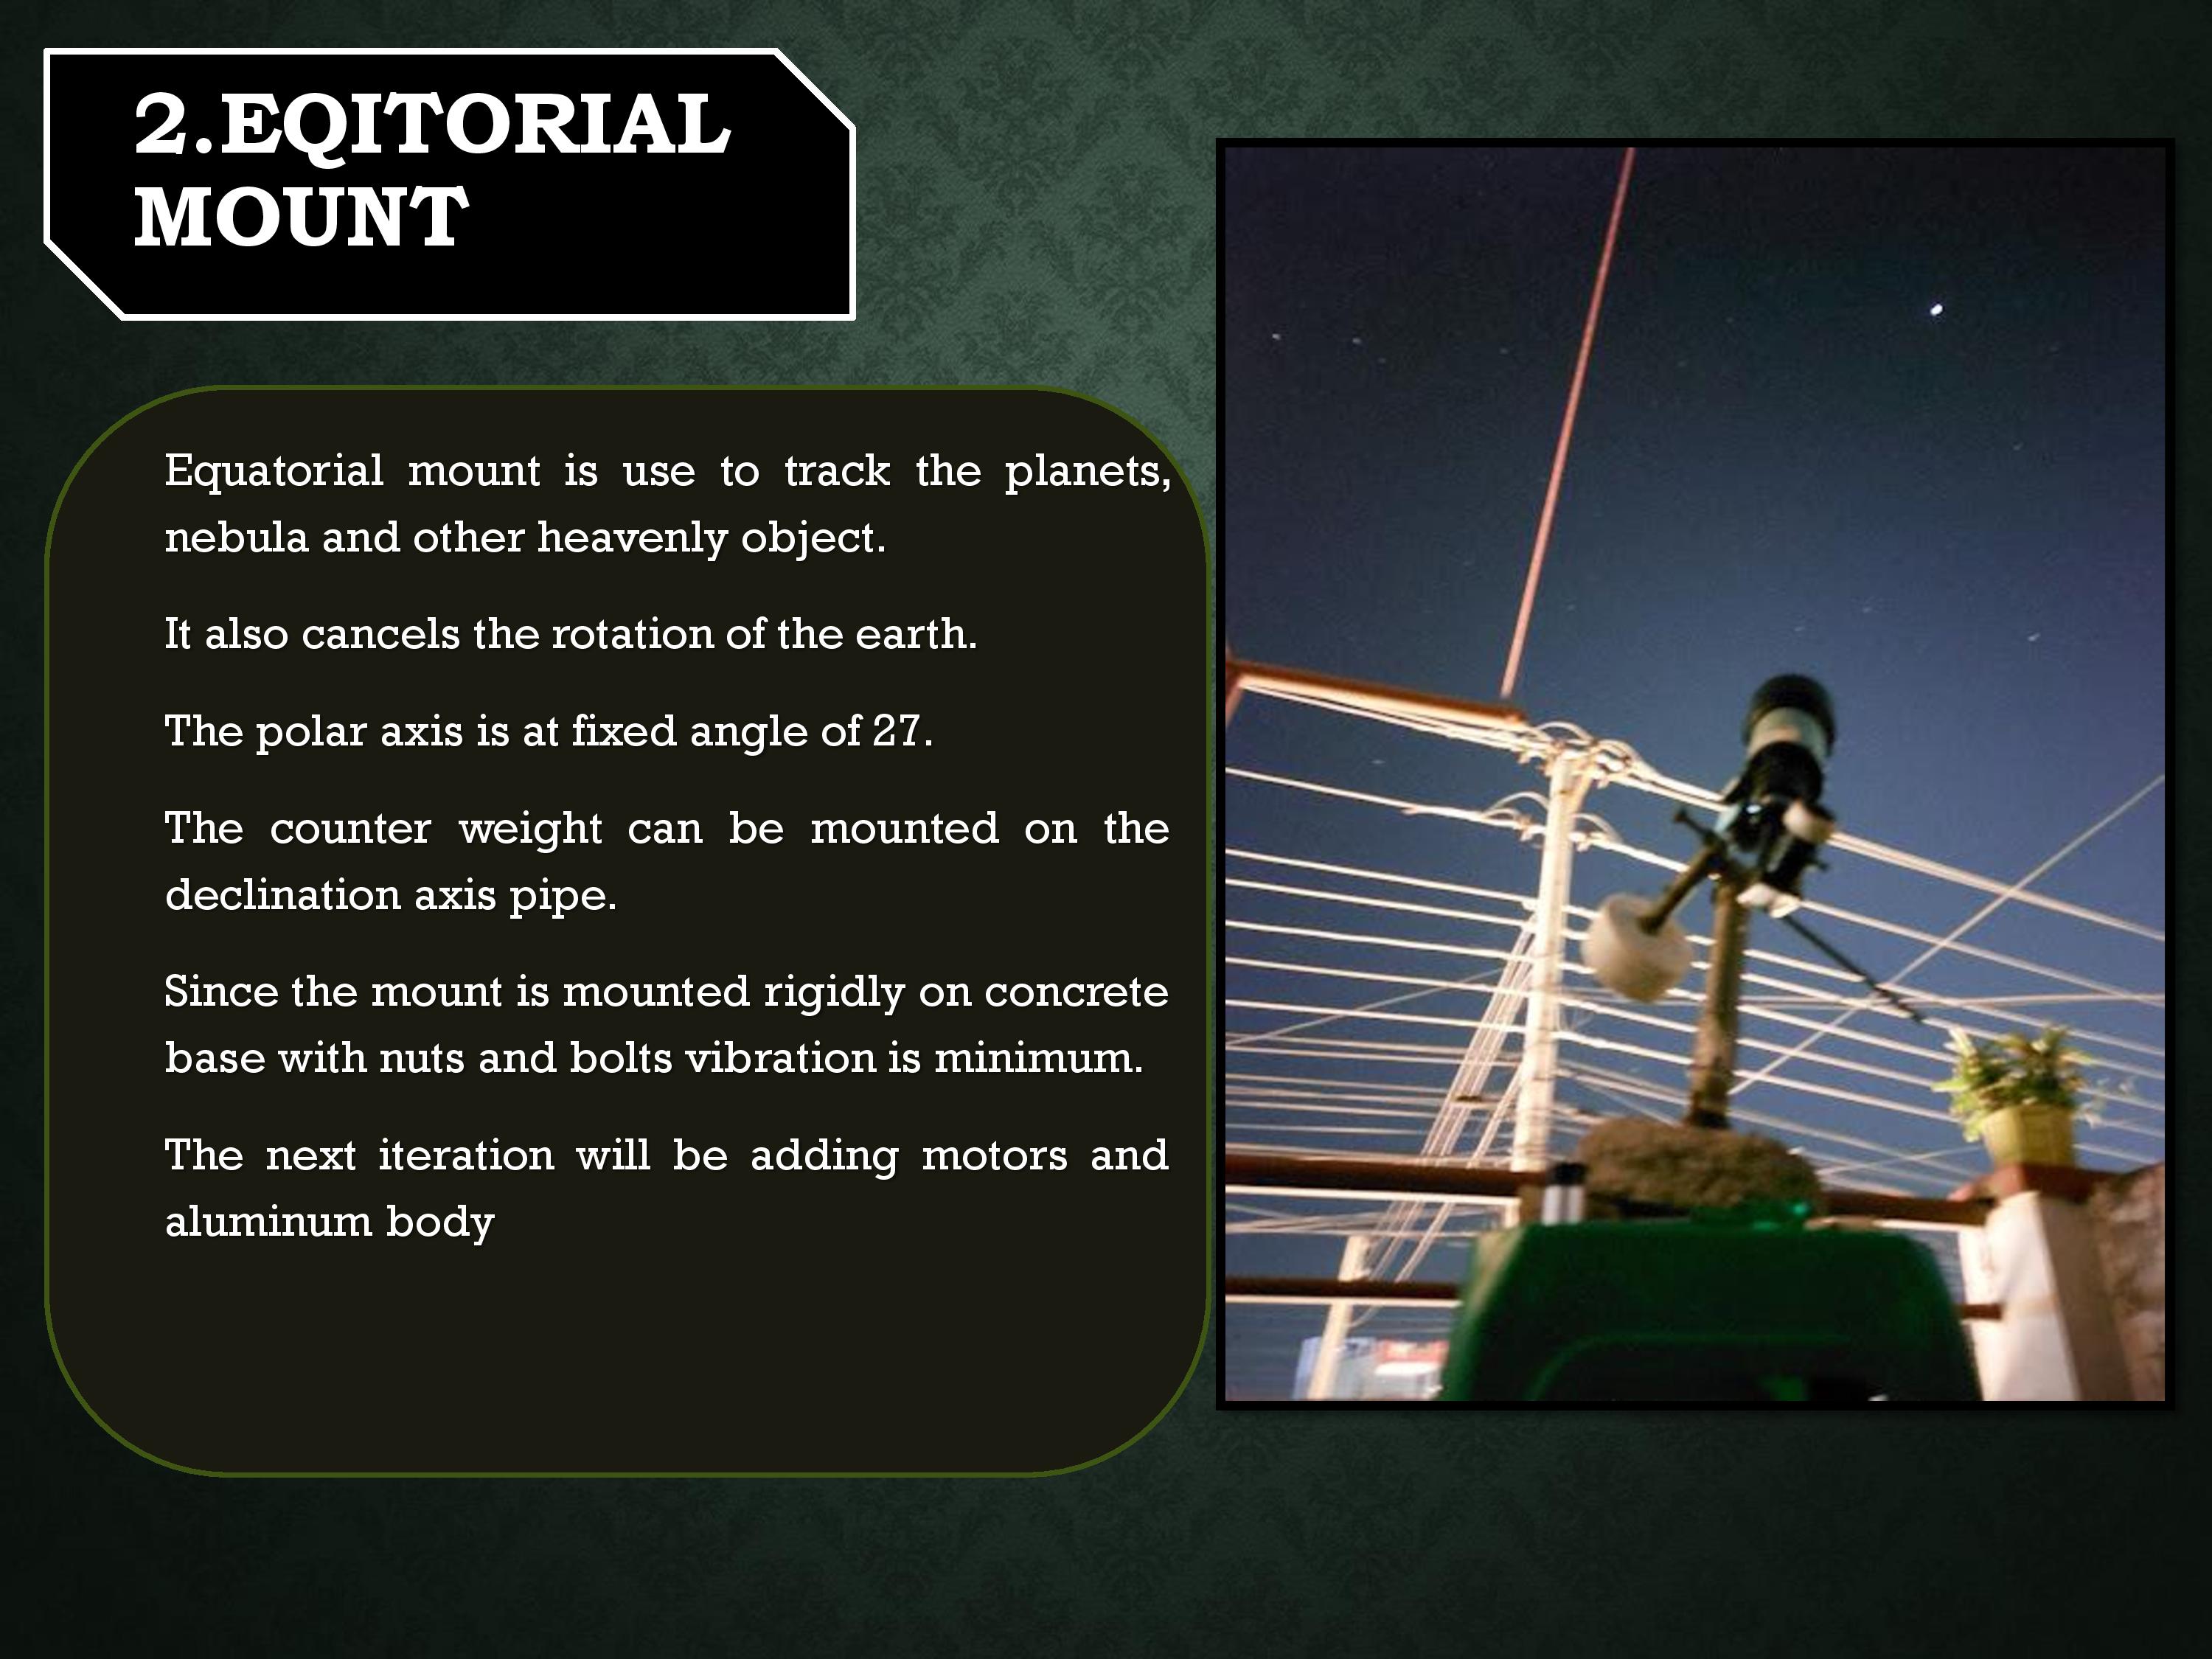 2.EQITORIAL
MOUNT
Equatorial mount is use to track the planets,
nebula and other heavenly object.
It also cancels the rotation of the earth.
The polar axis is at fixed angle of 27.
The counter weight can be mounted on the
declination axis pipe.
Since the mount is mounted rigidly on concrete
base with nuts and bolts vibration is minimum.
The next iteration will be adding motors and
aluminum body